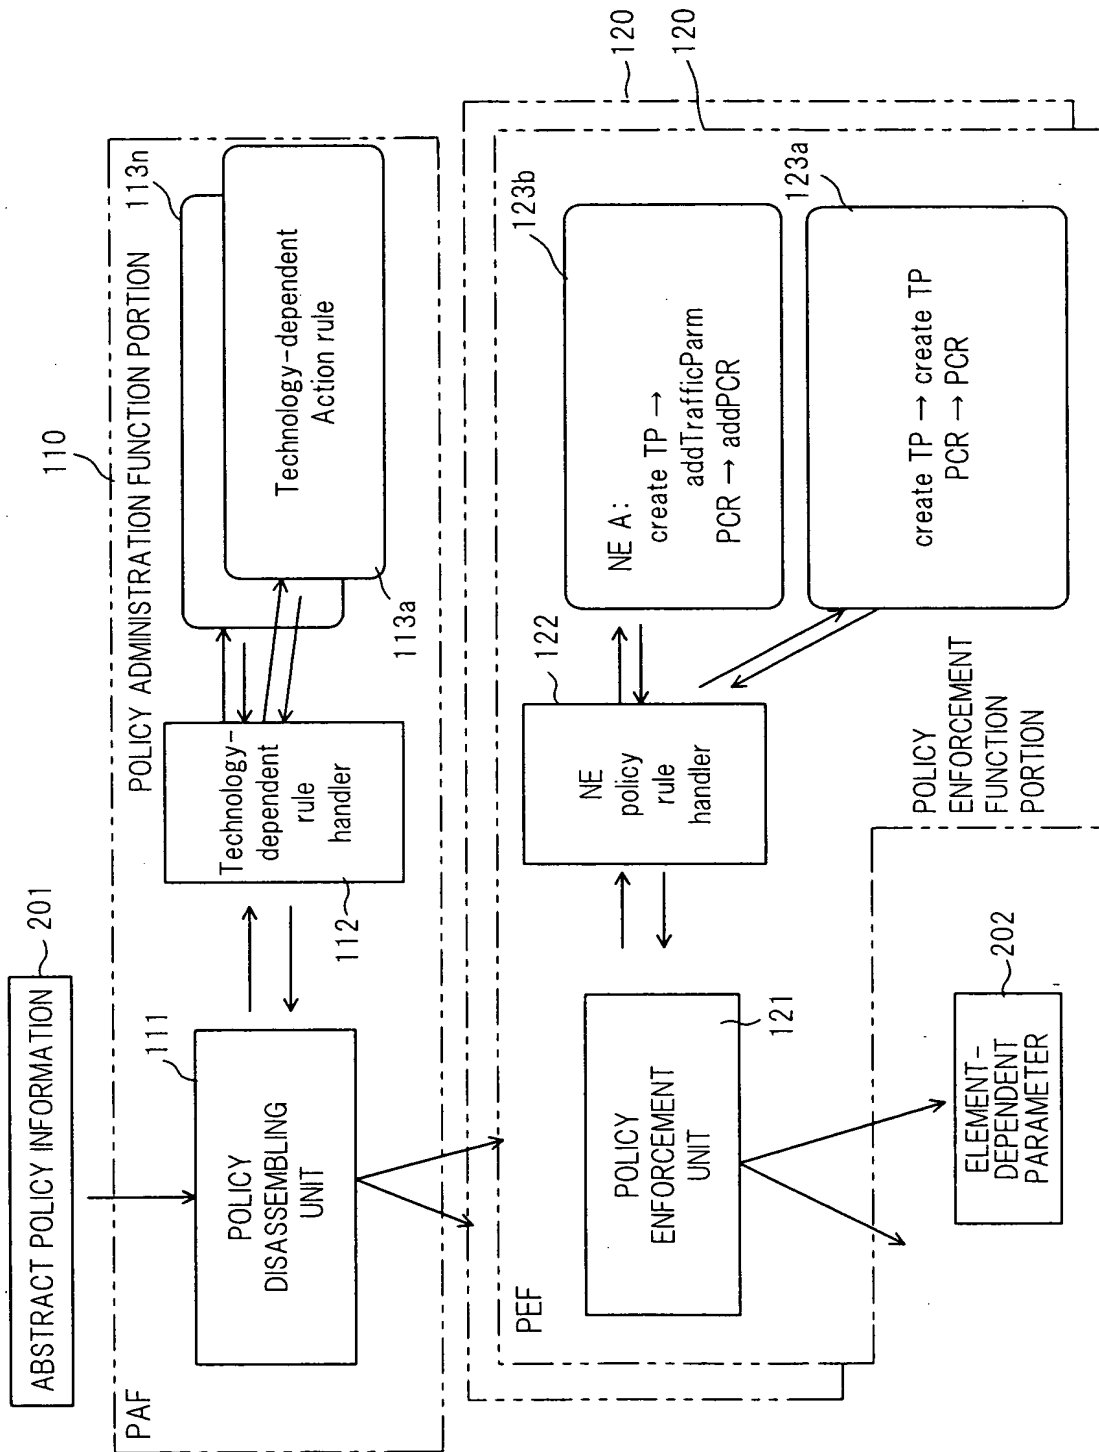 ABSTRACT POLICY INFORMATION
201
110
POLICY ADMINISTRATION FUNCTION PORTION
PAF
111
POLICY
DISASSEMBLING
UNIT
112
Technology-
dependent
rule
handler
113n
Technology-dependent
Action rule
113a
120
120
PEF
POLICY
ENFORCEMENT
UNIT
121
122
NE
policy
rule
handler
123b
NE A:
create TP →
addTrafficParm
PCR → addPCR
123a
create TP → create TP
PCR → PCR
POLICY
ENFORCEMENT
FUNCTION
PORTION
202
ELEMENT-
DEPENDENT
PARAMETER